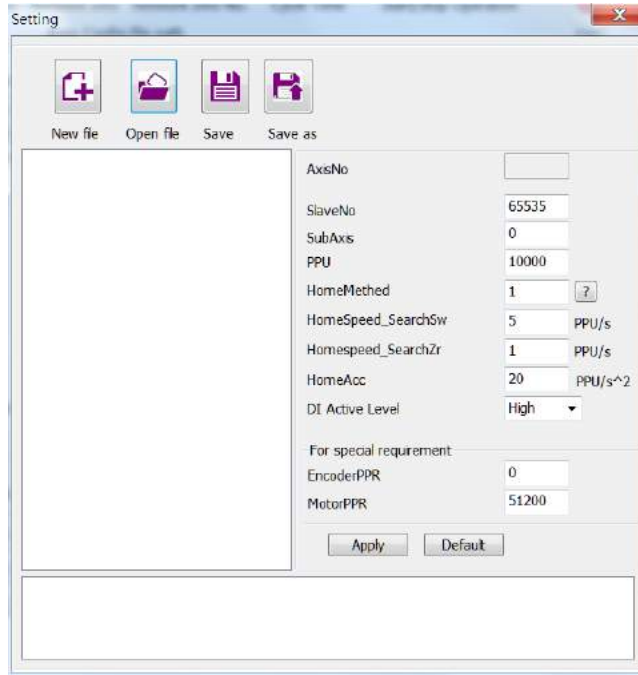 Setting
New file Open file Save Save as
AxisNo
SlaveNo 65535
SubAxis 0
PPU 10000
HomeMethed 1 ?
HomeSpeed_SearchSw 5 PPU/s
Homespeed_SearchZr 1 PPU/s
HomeAcc 20 PPU/s^2
DI Active Level High
For special requirement
EncoderPPR 0
MotorPPR 51200
Apply Default